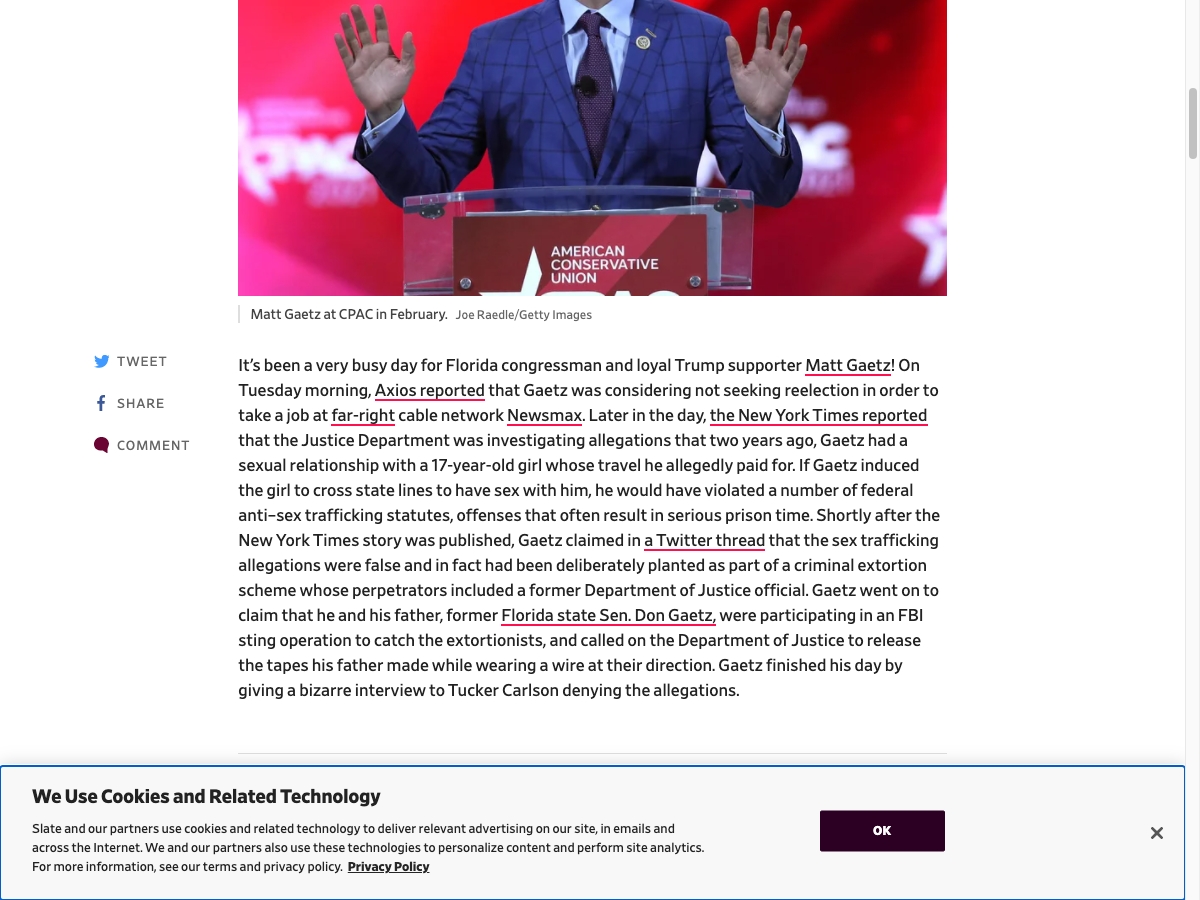 AMERICAN
CONSERVATIVE
UNION
Matt Gaetz at CPAC in February. Joe Raedle/Getty Images
TWEET
SHARE
COMMENT
It’s been a very busy day for Florida congressman and loyal Trump supporter Matt Gaetz! On
Tuesday morning, Axios reported that Gaetz was considering not seeking reelection in order to
take a job at far-right cable network Newsmax. Later in the day, the New York Times reported
that the Justice Department was investigating allegations that two years ago, Gaetz had a
sexual relationship with a 17-year-old girl whose travel he allegedly paid for. If Gaetz induced
the girl to cross state lines to have sex with him, he would have violated a number of federal
anti–sex trafficking statutes, offenses that often result in serious prison time. Shortly after the
New York Times story was published, Gaetz claimed in a Twitter thread that the sex trafficking
allegations were false and in fact had been deliberately planted as part of a criminal extortion
scheme whose perpetrators included a former Department of Justice official. Gaetz went on to
claim that he and his father, former Florida state Sen. Don Gaetz, were participating in an FBI
sting operation to catch the extortionists, and called on the Department of Justice to release
the tapes his father made while wearing a wire at their direction. Gaetz finished his day by
giving a bizarre interview to Tucker Carlson denying the allegations.
We Use Cookies and Related Technology
Slate and our partners use cookies and related technology to deliver relevant advertising on our site, in emails and
across the Internet. We and our partners also use these technologies to personalize content and perform site analytics.
For more information, see our terms and privacy policy. Privacy Policy
OK